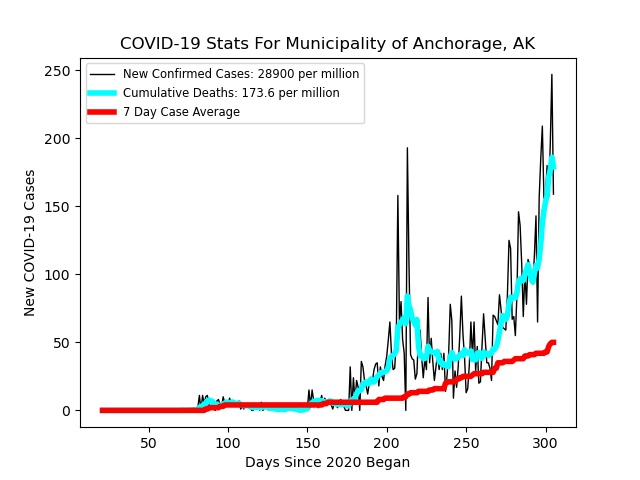 COVID-19 Stats For Municipality of Anchorage, AK
New Confirmed Cases: 28900 per million
Cumulative Deaths: 173.6 per million
7 Day Case Average
250
200
150
100
50
0
New COVID-19 Cases
50 100 150 200 250 300
Days Since 2020 Began